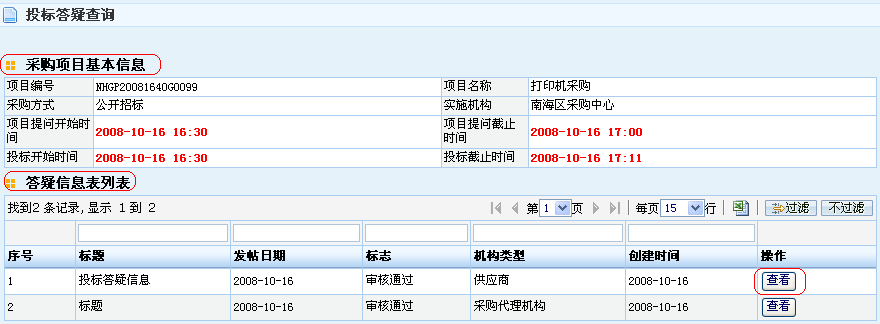 投标答疑查询
采购项目基本信息
项目编号 NHGP20081640G0099 项目名称 打印机采购
采购方式 公开招标 实施机构 南海区采购中心
项目提问开始时间 2008-10-16 16:30 项目提问截止时间 2008-10-16 17:00
投标开始时间 2008-10-16 16:30 投标截止时间 2008-10-16 17:11
答疑信息表列表
找到2 条记录, 显示 1 到 2 第 1 页 每页 15 行 过滤 不过滤
序号 标题 发帖日期 标志 机构类型 创建时间 操作
1 投标答疑信息 2008-10-16 审核通过 供应商 2008-10-16 查看
2 标题 2008-10-16 审核通过 采购代理机构 2008-10-16 查看